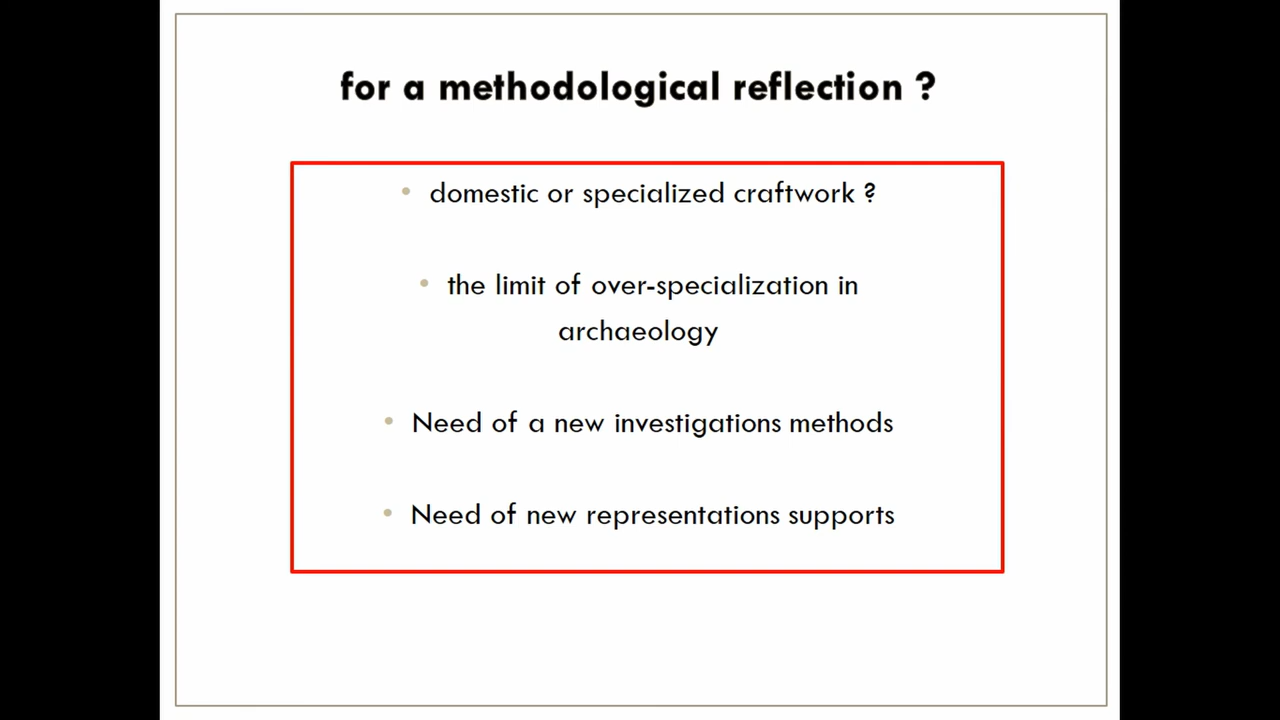 for a methodological reflection ?
• domestic or specialized craftwork ?
• the limit of over-specialization in
archaeology
• Need of a new investigations methods
• Need of new representations supports